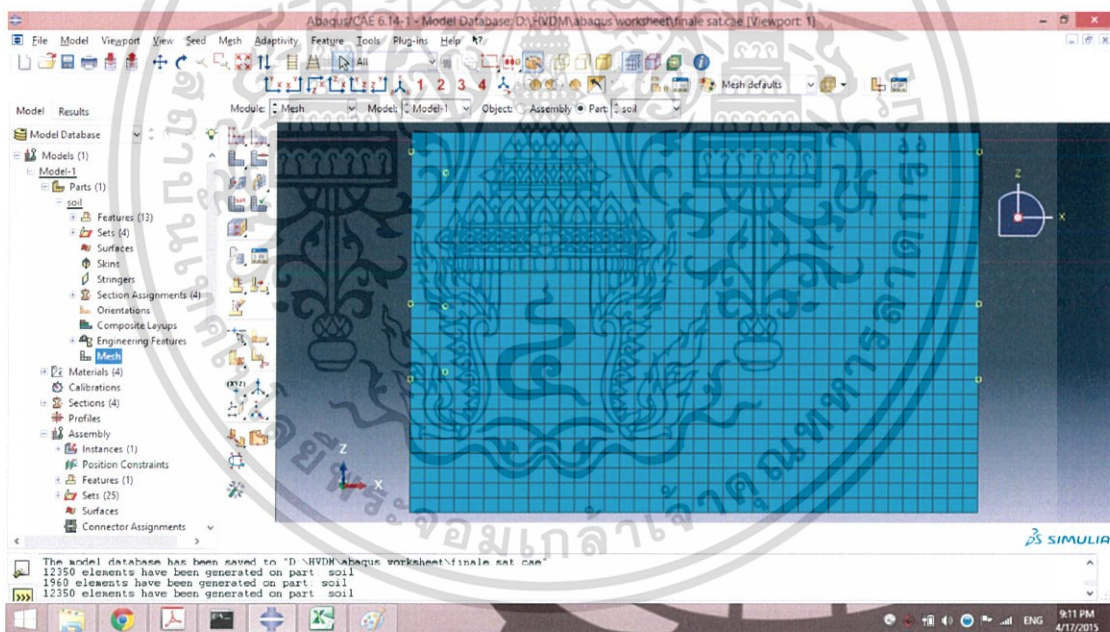 Abaqus/CAE 6.14-1 - Model Database: D:\HVDM\abaqus worksheet\finale sat.cae [Viewport: 1]
File Model Viewport View Seed Mesh Adaptivity Feature Tools Plug-ins Help
All
1 2 3 4
Mesh defaults
Model Results
Module: Mesh Model: Model-1 Object: Assembly Part: soil
Model Database
Models (1)
Model-1
Parts (1)
soil
Features (13)
Sets (4)
Surfaces
Skins
Stringers
Section Assignments (4)
Orientations
Composite Layups
Engineering Features
Mesh
Materials (4)
Calibrations
Sections (4)
Profiles
Assembly
Instances (1)
Position Constraints
Features (1)
Sets (25)
Surfaces
Connector Assignments
(XYZ)
Z
X
Z
X
SIMULIA
The model database has been saved to "D:\HVDM\abaqus worksheet\finale sat.cae"
12350 elements have been generated on part: soil
1960 elements have been generated on part: soil
12350 elements have been generated on part: soil
ENG
9:11 PM
4/17/2015